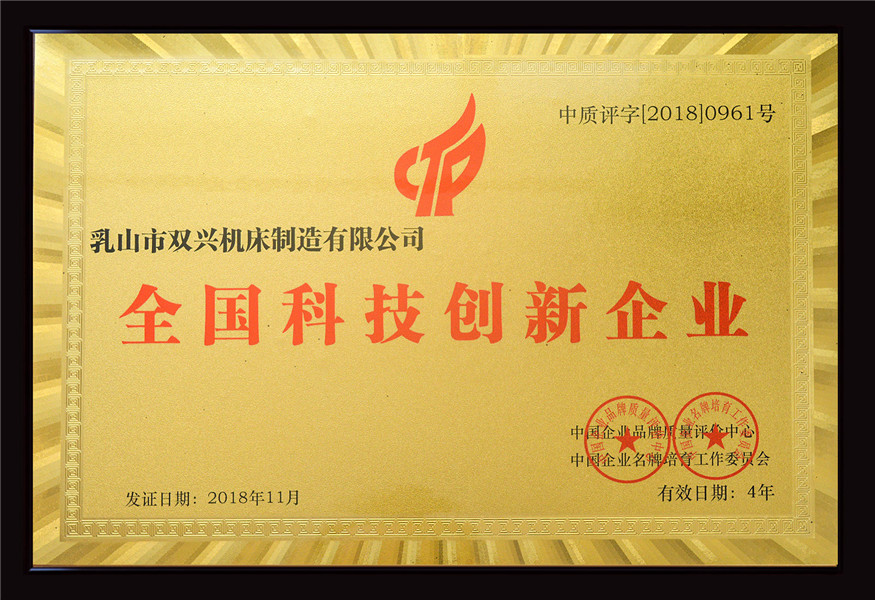 中质评字[2018]0961号
乳山市双兴机床制造有限公司
全国科技创新企业
中国企业品牌质量评价中心
中国企业名牌培育工作委员会
发证日期：2018年11月
有效日期：4年